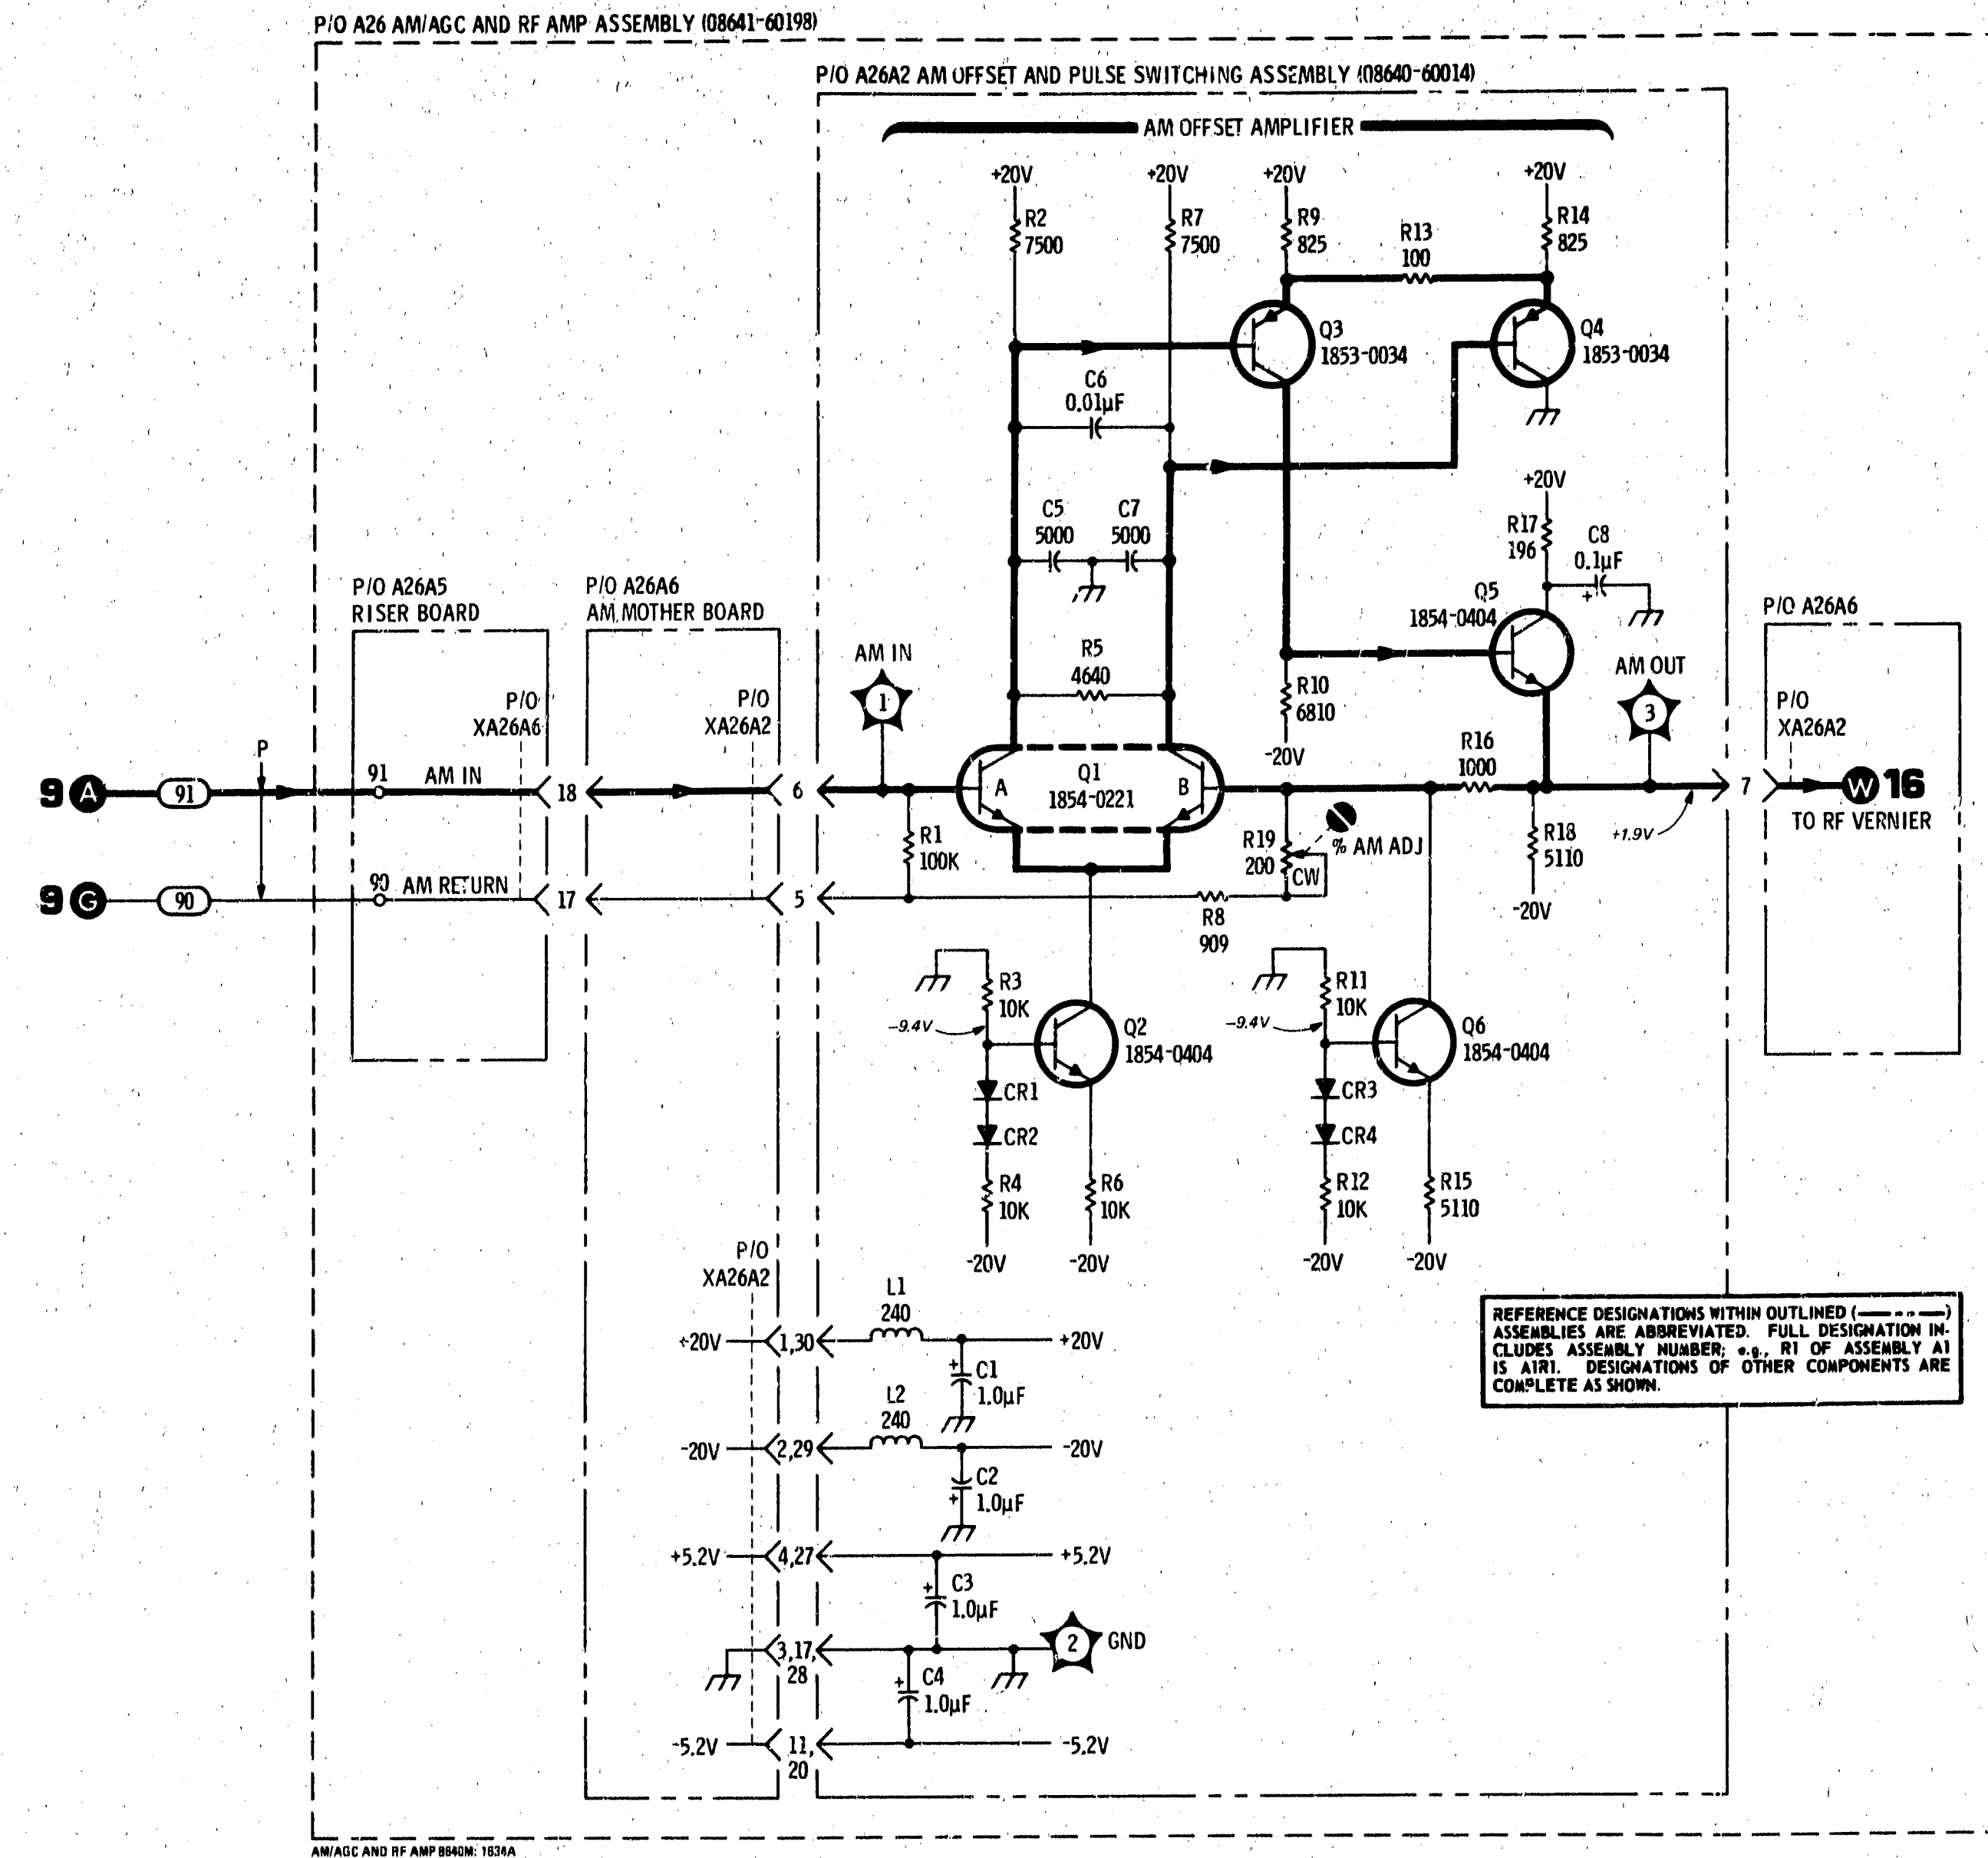 P/O A26 AM/AGC AND RF AMP ASSEMBLY (08641-60198)
P/O A26A2 AM OFFSET AND PULSE SWITCHING ASSEMBLY (08640-60014)
AM OFFSET AMPLIFIER
+20V
+20V
+20V
+20V
R2
7500
R7
7500
R9
825
R13
100
R14
825
Q3
1853-0034
Q4
1853-0034
C6
0.01µF
+20V
C5
5000
C7
5000
R17
196
C8
0.1µF
+
P/O A26A5
RISER BOARD
P/O A26A6
AM MOTHER BOARD
Q5
1854-0404
P/O A26A6
AM IN
1
R5
4640
AM OUT
3
P/O
XA26A6
P/O
XA26A2
R10
6810
-20V
P/O
XA26A2
P
R16
1000
9 A
91
91
AM IN
18
6
A
Q1
1854-0221
B
7
W 16
TO RF VERNIER
R1
100K
R19
200
% AM ADJ
CW
R18
5110
+1.9V
-20V
9 G
90
90
AM RETURN
17
5
R8
909
R3
10K
-9.4V
Q2
1854-0404
R11
10K
-9.4V
Q6
1854-0404
CR1
CR2
CR3
CR4
R4
10K
R6
10K
R12
10K
R15
5110
-20V
-20V
-20V
-20V
P/O
XA26A2
L1
240
+20V
1,30
+20V
+
C1
1.0µF
L2
240
-20V
2,29
-20V
C2
+
1.0µF
+5.2V
4,27
+5.2V
+
C3
1.0µF
3,17,
28
2
GND
+
C4
1.0µF
-5.2V
11,
20
-5.2V
REFERENCE DESIGNATIONS WITHIN OUTLINED (— - - —)
ASSEMBLIES ARE ABBREVIATED. FULL DESIGNATION IN-
CLUDES ASSEMBLY NUMBER; e.g., R1 OF ASSEMBLY A1
IS A1R1. DESIGNATIONS OF OTHER COMPONENTS ARE
COMPLETE AS SHOWN.
AM/AGC AND RF AMP 8640M: 1634A